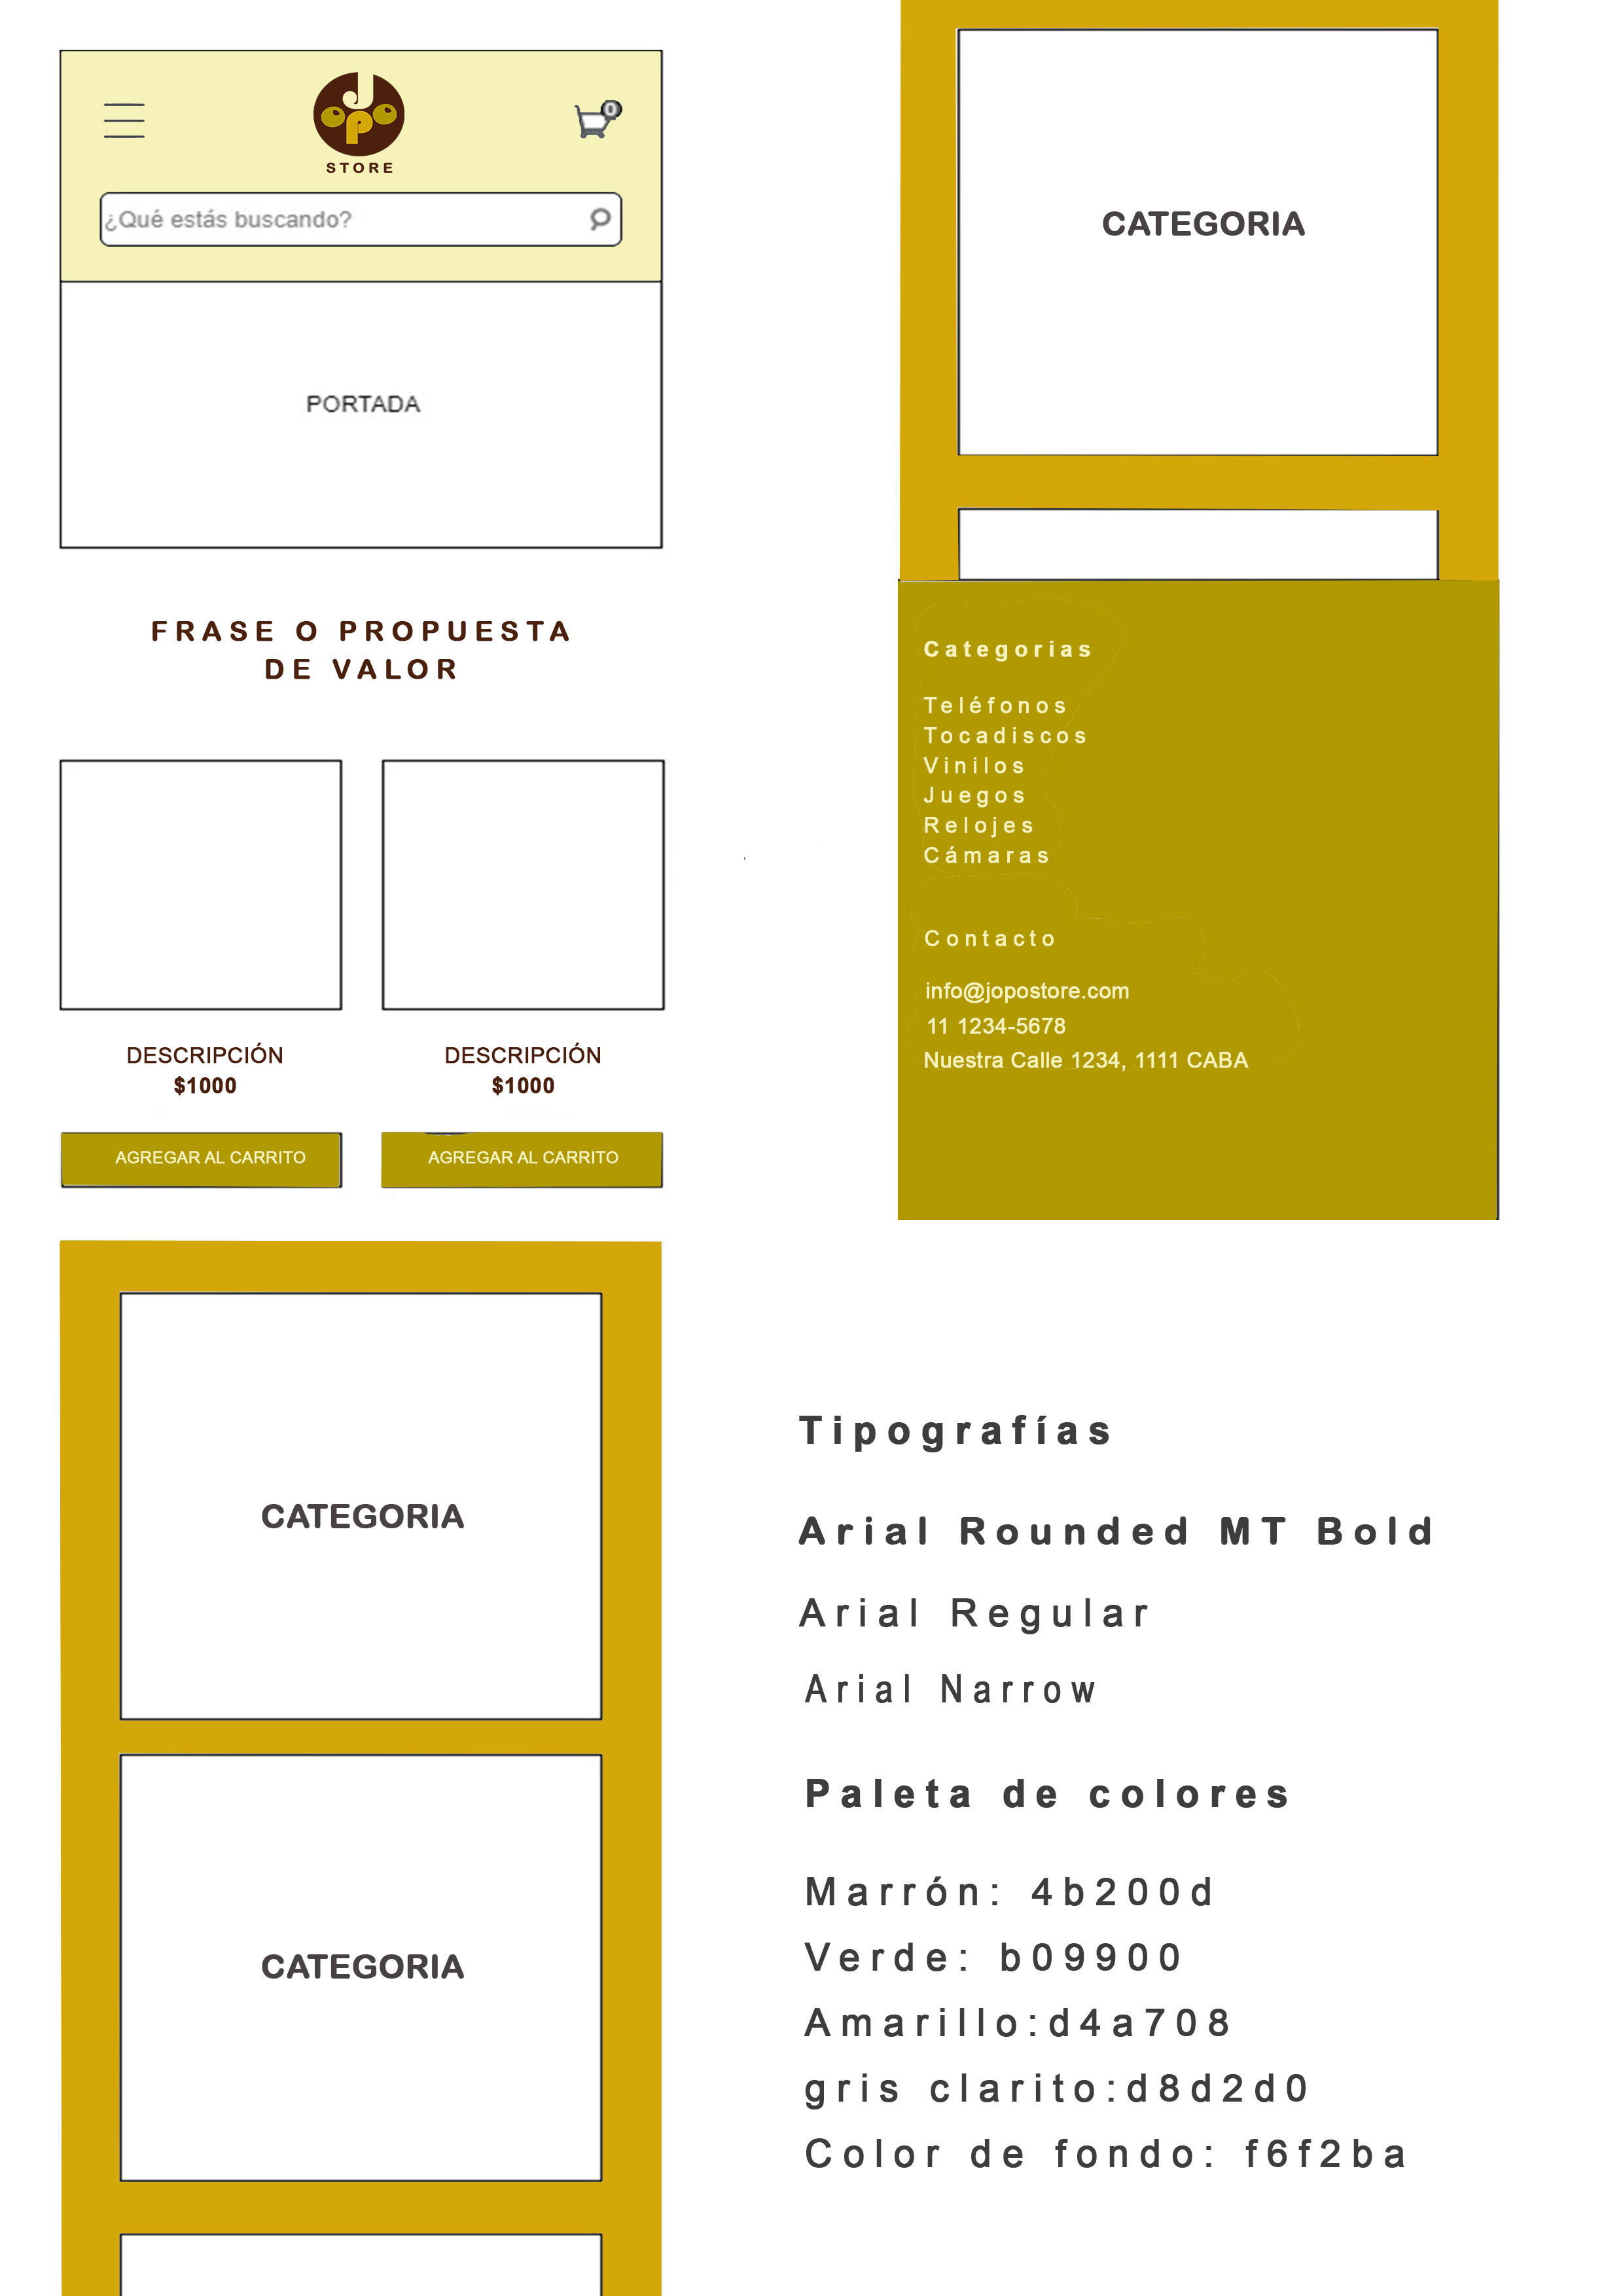 JOPO
STORE
0
¿Qué estás buscando?
PORTADA
FRASE O PROPUESTA
DE VALOR
DESCRIPCIÓN
$1000
AGREGAR AL CARRITO
DESCRIPCIÓN
$1000
AGREGAR AL CARRITO
CATEGORIA
CATEGORIA
CATEGORIA
Categorias
Teléfonos
Tocadiscos
Vinilos
Juegos
Relojes
Cámaras
Contacto
info@jopostore.com
11 1234-5678
Nuestra Calle 1234, 1111 CABA
Tipografías
Arial Rounded MT Bold
Arial Regular
Arial Narrow
Paleta de colores
Marrón: 4b200d
Verde: b09900
Amarillo:d4a708
gris clarito:d8d2d0
Color de fondo: f6f2ba